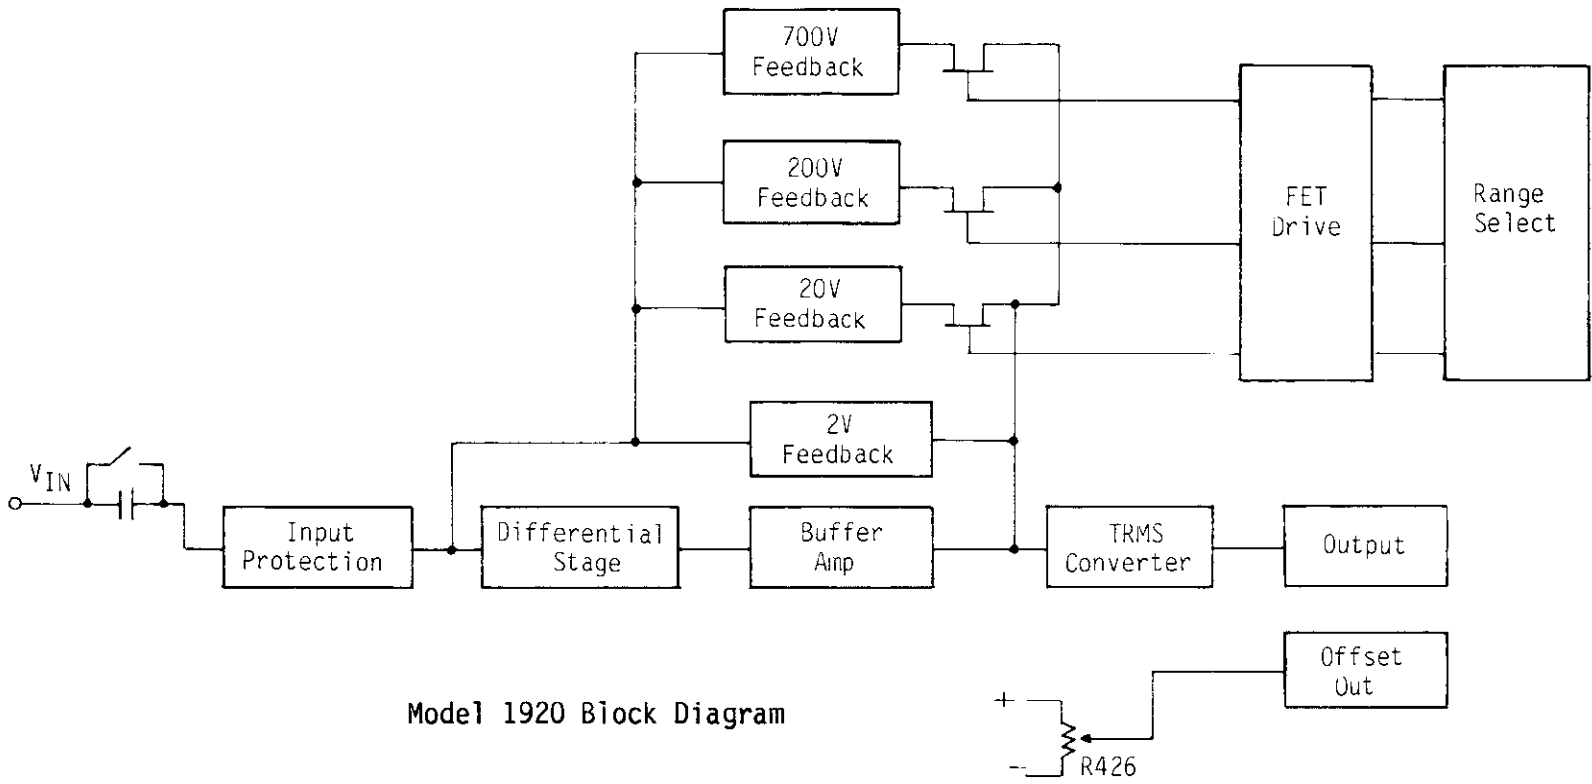 700V
Feedback
200V
Feedback
20V
Feedback
FET
Drive
Range
Select
2V
Feedback
VIN
Input
Protection
Differential
Stage
Buffer
Amp
TRMS
Converter
Output
Offset
Out
+
-
R426
Model 1920 Block Diagram